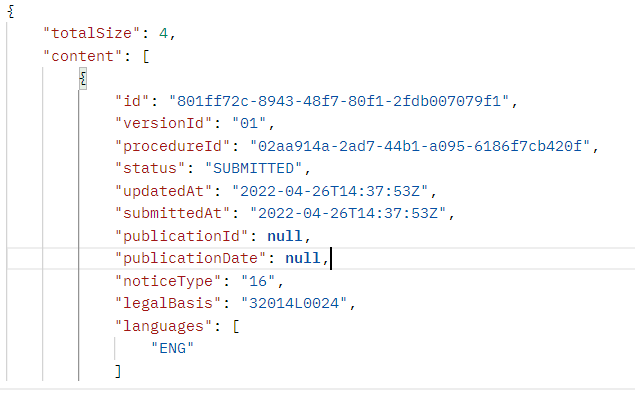 {
"totalSize": 4,
"content": [
{
"id": "801ff72c-8943-48f7-80f1-2fdb007079f1",
"versionId": "01",
"procedureId": "02aa914a-2ad7-44b1-a095-6186f7cb420f",
"status": "SUBMITTED",
"updatedAt": "2022-04-26T14:37:53Z",
"submittedAt": "2022-04-26T14:37:53Z",
"publicationId": null,
"publicationDate": null,
"noticeType": "16",
"legalBasis": "32014L0024",
"languages": [
"ENG"
]